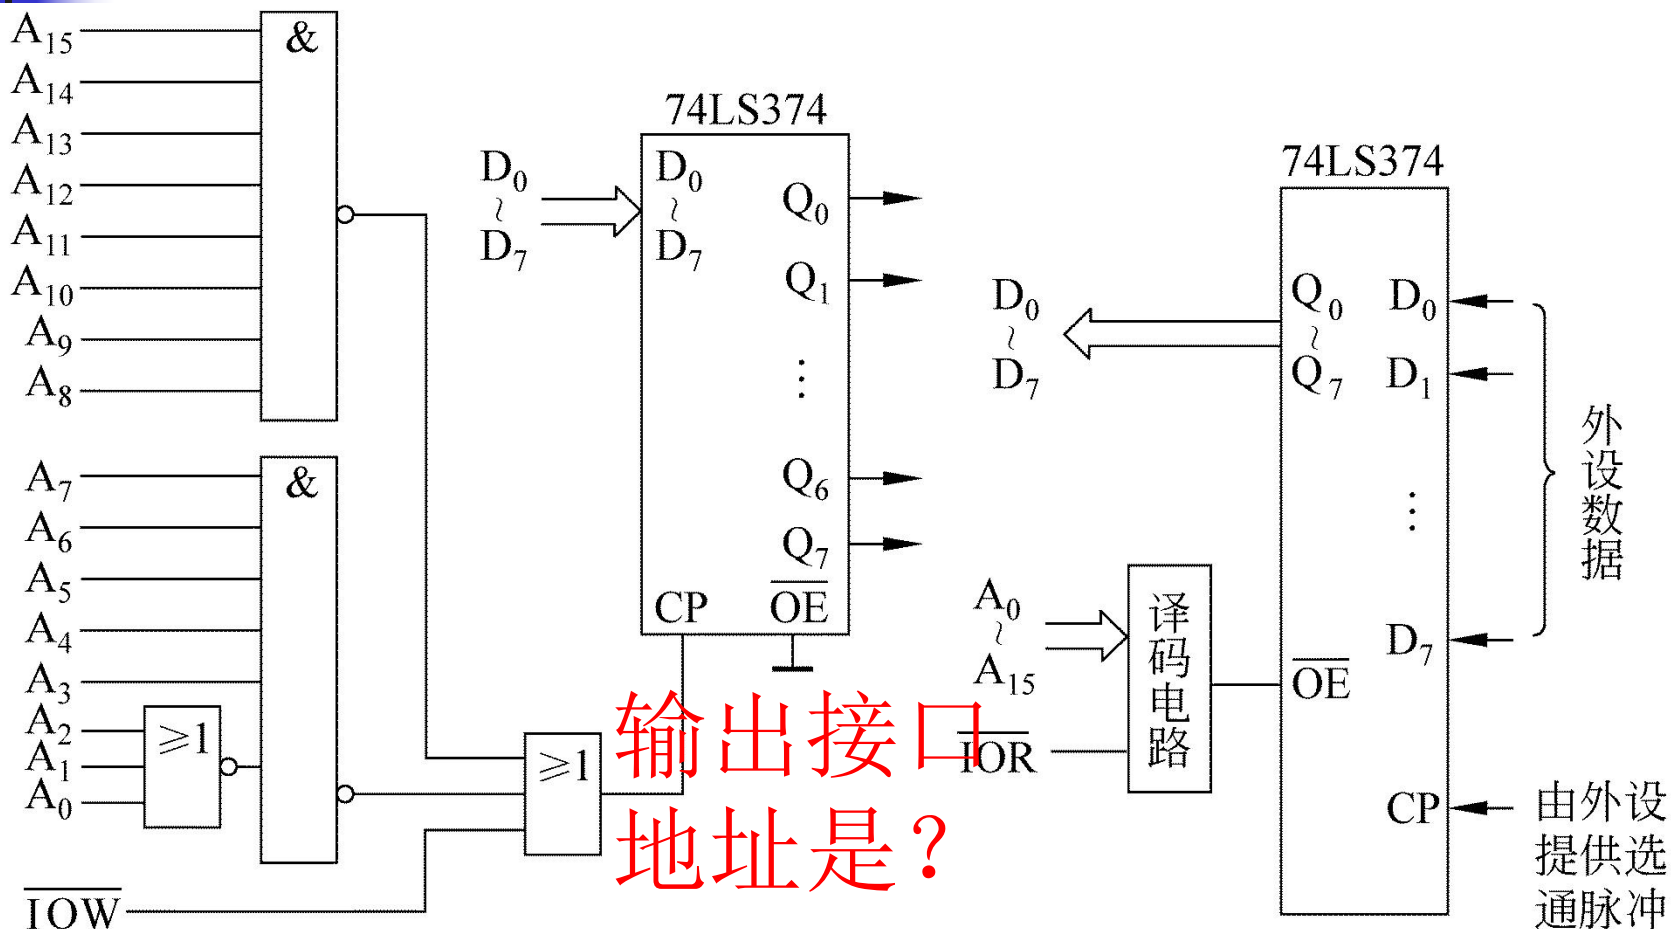 A15
A14
A13
A12
A11
A10
A9
A8
&
A7
A6
A5
A4
A3
A2
A1
A0
≥1
&
IOW
≥1
74LS374
D0
~
D7
D0
~
D7
Q0
Q1
⋮
Q6
Q7
CP
OE
输出接口
地址是?
74LS374
D0
~
D7
Q0
~
Q7
D0
D1
⋮
D7
外设数据
A0
~
A15
IOR
译码电路
OE
CP
由外设
提供选
通脉冲